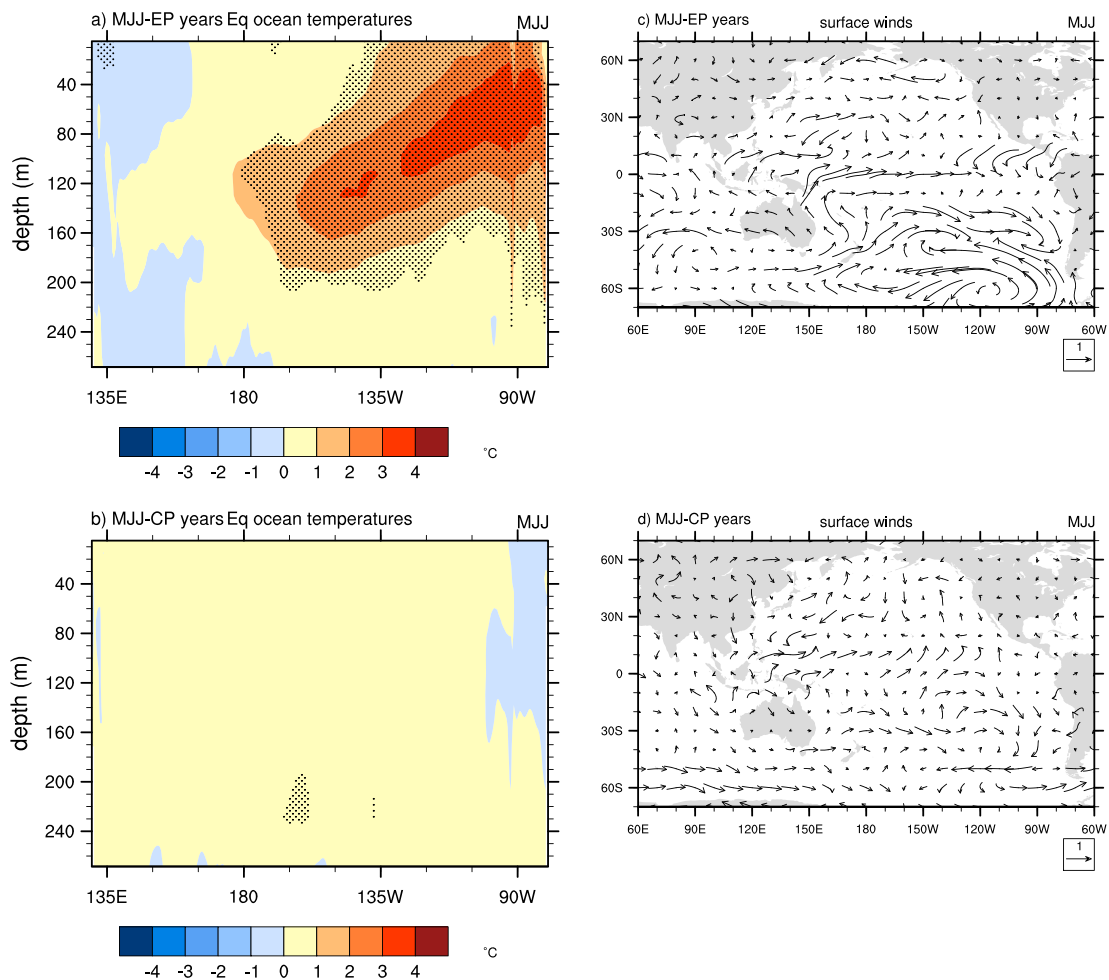 a) MJJ-EP years Eq ocean temperatures MJJ
depth (m)
40
80
120
160
200
240
135E 180 135W 90W
-4 -3 -2 -1 0 1 2 3 4 °C
c) MJJ-EP years surface winds MJJ
60N
30N
0
30S
60S
60E 90E 120E 150E 180 150W 120W 90W 60W
1
b) MJJ-CP years Eq ocean temperatures MJJ
depth (m)
40
80
120
160
200
240
135E 180 135W 90W
-4 -3 -2 -1 0 1 2 3 4 °C
d) MJJ-CP years surface winds MJJ
60N
30N
0
30S
60S
60E 90E 120E 150E 180 150W 120W 90W 60W
1